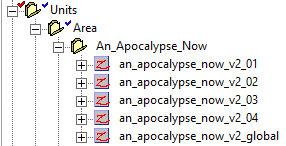 Units
Area
An_Apocalypse_Now
an_apocalypse_now_v2_01
an_apocalypse_now_v2_02
an_apocalypse_now_v2_03
an_apocalypse_now_v2_04
an_apocalypse_now_v2_global